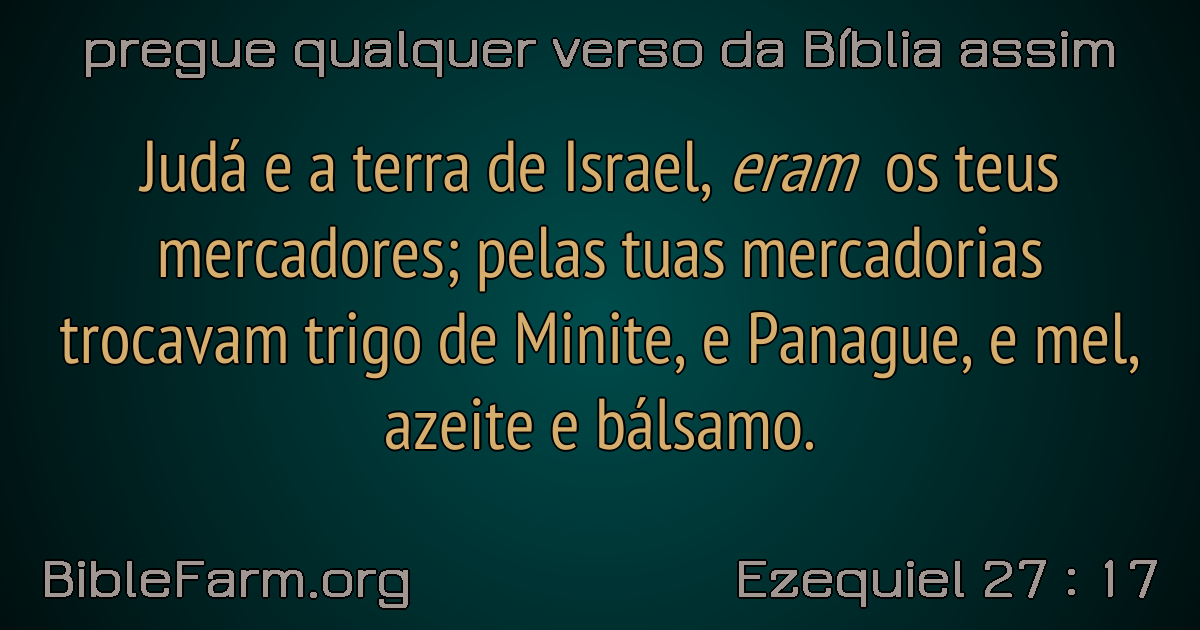 pregue qualquer verso da Bíblia assim
Judá e a terra de Israel, eram os teus
mercadores; pelas tuas mercadorias
trocavam trigo de Minite, e Panague, e mel,
azeite e bálsamo.
BibleFarm.org
Ezequiel 27 : 17